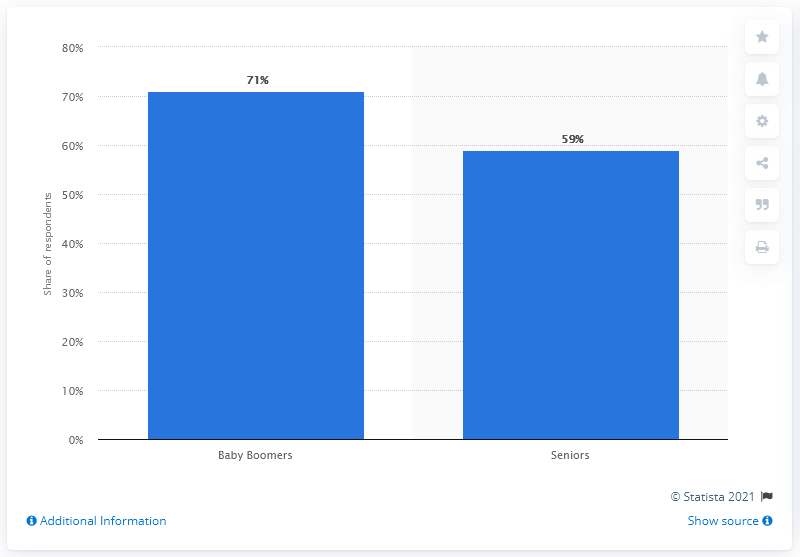 80%
71%
70%
60%
59%
50%
40%
30%
20%
10%
0%
Share of respondents
Baby Boomers
Seniors
© Statista 2021
Additional Information
Show source